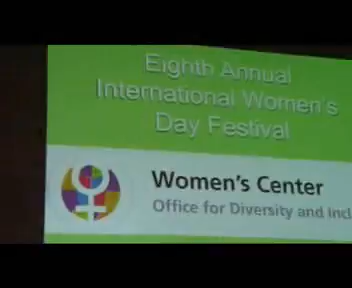 Eighth Annual
International Women's
Day Festival
Women's Center
Office for Diversity and Incl